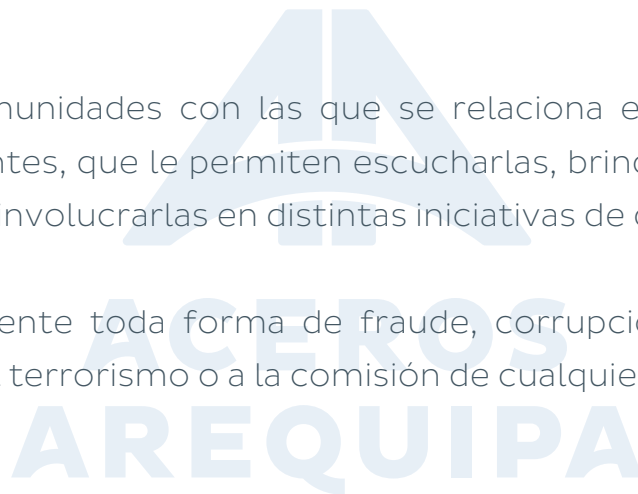 munidades con las que se relaciona e
ntes, que le permiten escucharlas, brin
involucrarlas en distintas iniciativas de
ente toda forma de fraude, corrupci
terrorismo o a la comisión de cualquie
ACEROS
AREQUIPA